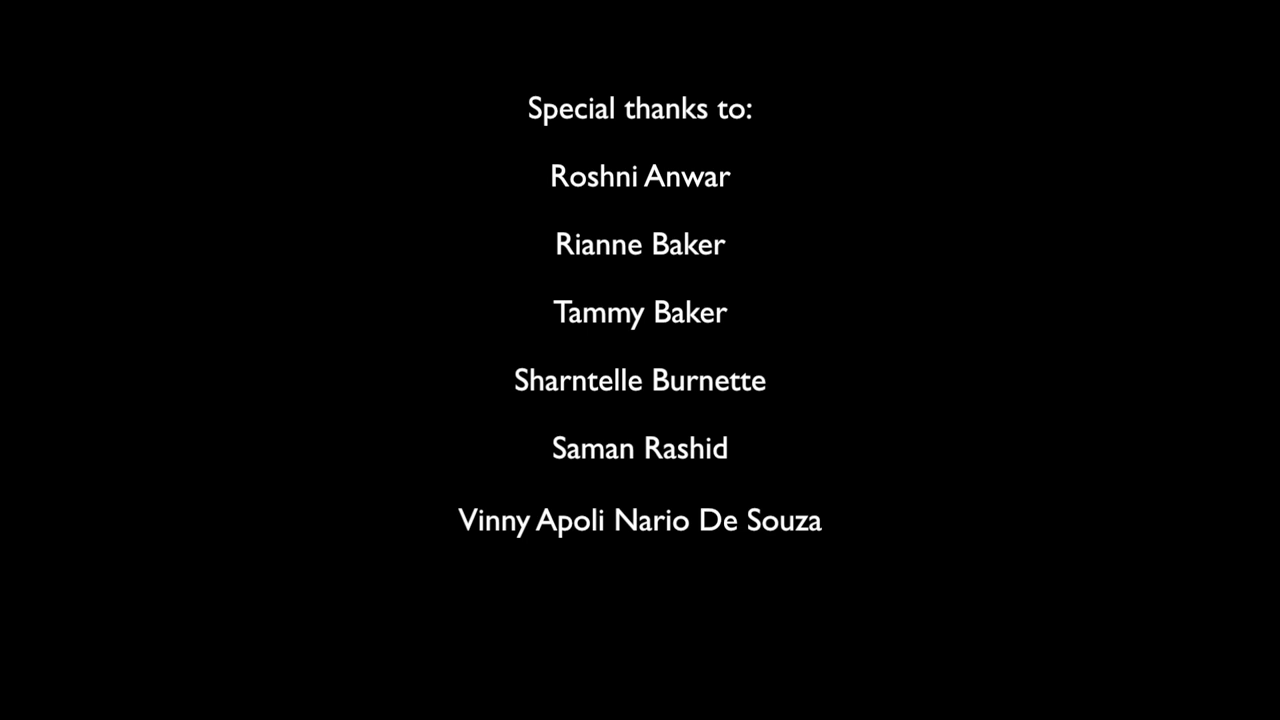 Special thanks to:
Roshni Anwar
Rianne Baker
Tammy Baker
Sharntelle Burnette
Saman Rashid
Vinny Apoli Nario De Souza